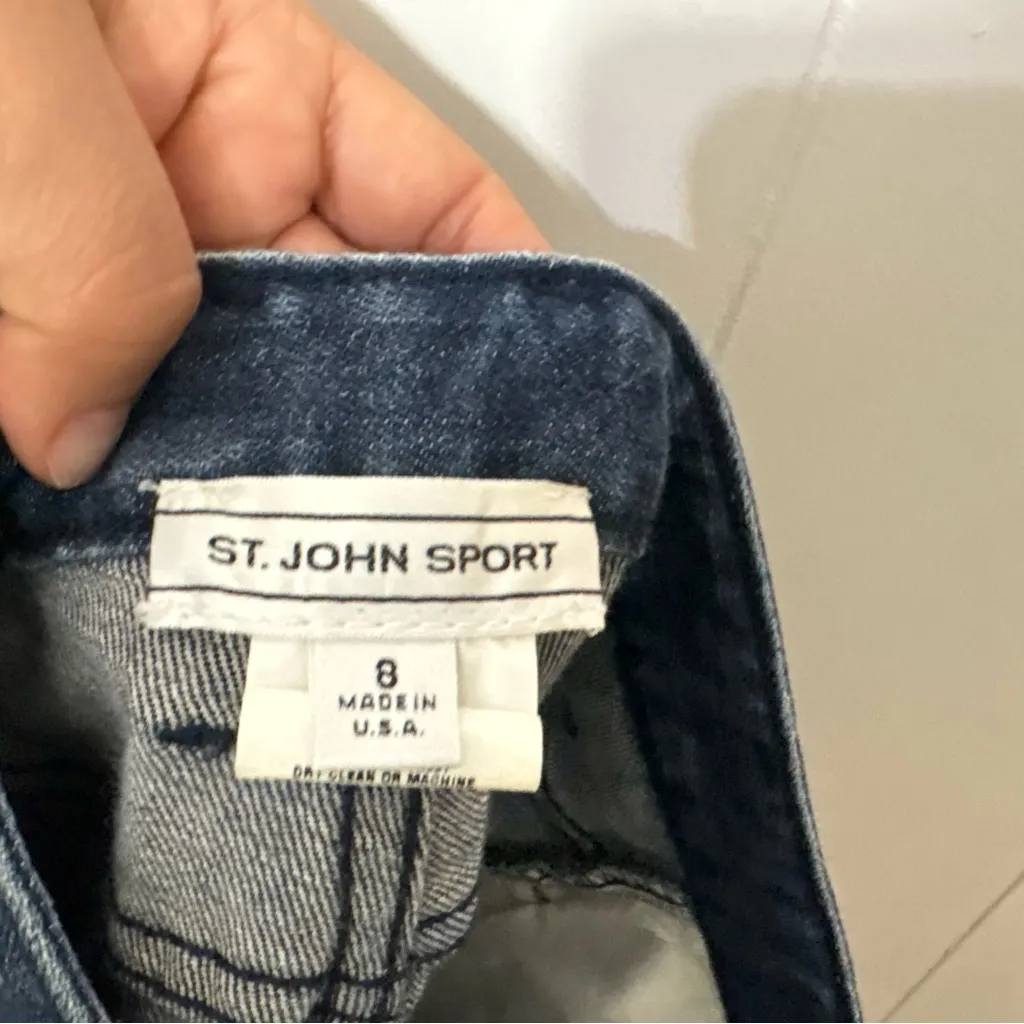 ST. JOHN SPORT
8
MADE IN
U.S.A.
DRY CLEAN OR MACHINE